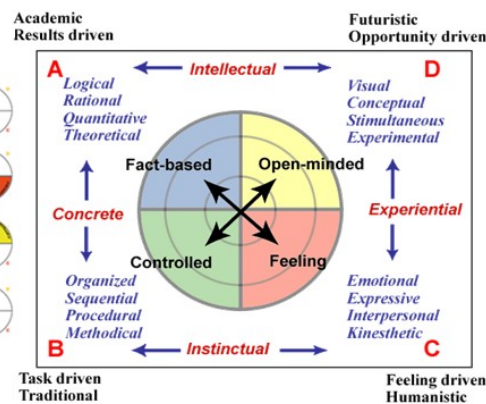 Academic
Results driven
Futuristic
Opportunity driven
A
Intellectual
D
Logical
Rational
Quantitative
Theoretical
Visual
Conceptual
Stimultaneous
Experimental
Fact-based
Open-minded
Concrete
Experiential
Controlled
Feeling
Organized
Sequential
Procedural
Methodical
Emotional
Expressive
Interpersonal
Kinesthetic
B
Instinctual
C
Task driven
Traditional
Feeling driven
Humanistic